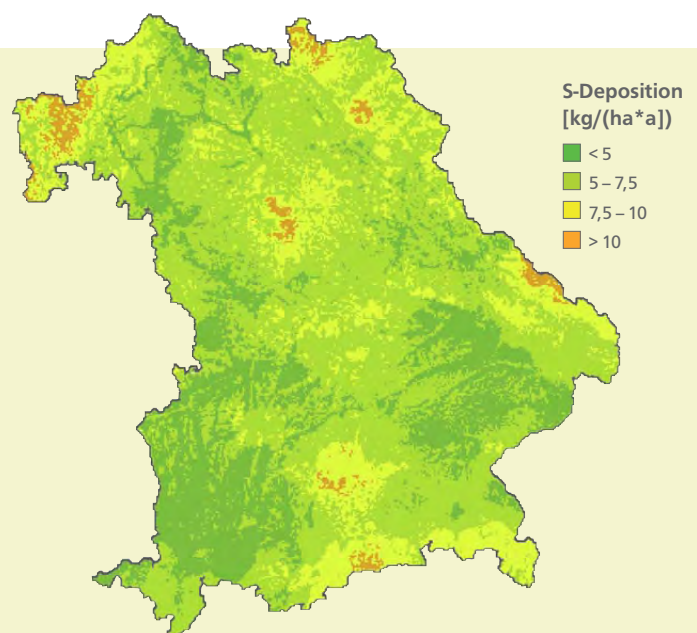 S-Deposition
[kg/(ha*a])
< 5
5 – 7,5
7,5 – 10
> 10